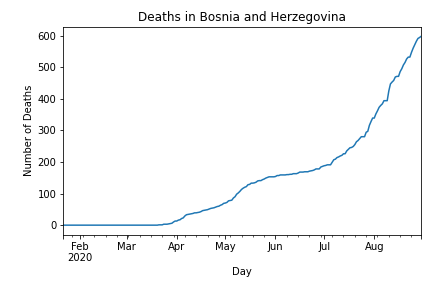 Deaths in Bosnia and Herzegovina
Number of Deaths
600
500
400
300
200
100
0
Feb Mar Apr May Jun Jul Aug
2020
Day